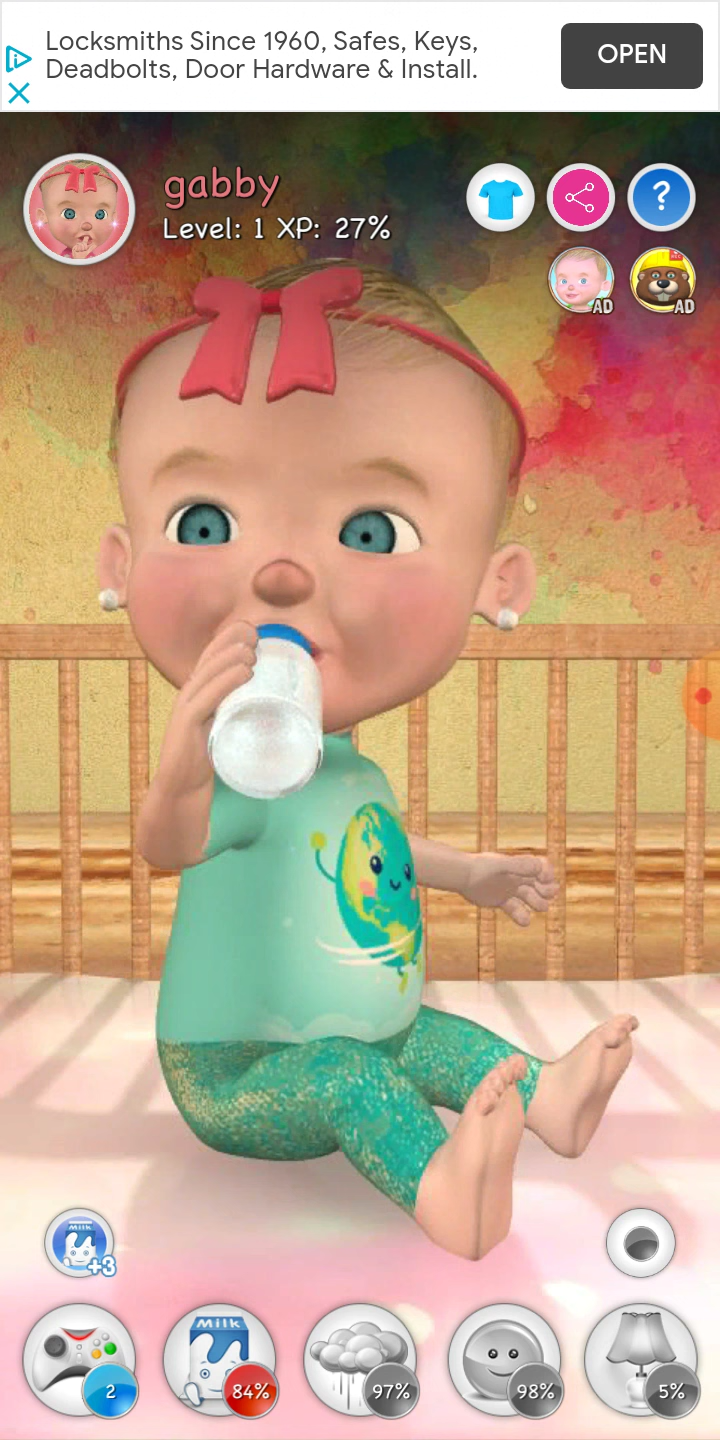 Locksmiths Since 1960, Safes, Keys,
Deadbolts, Door Hardware & Install.
OPEN
gabby
Level: 1 XP: 27%
?
AD
AD
Milk
+3
Milk
2
84%
97%
98%
5%